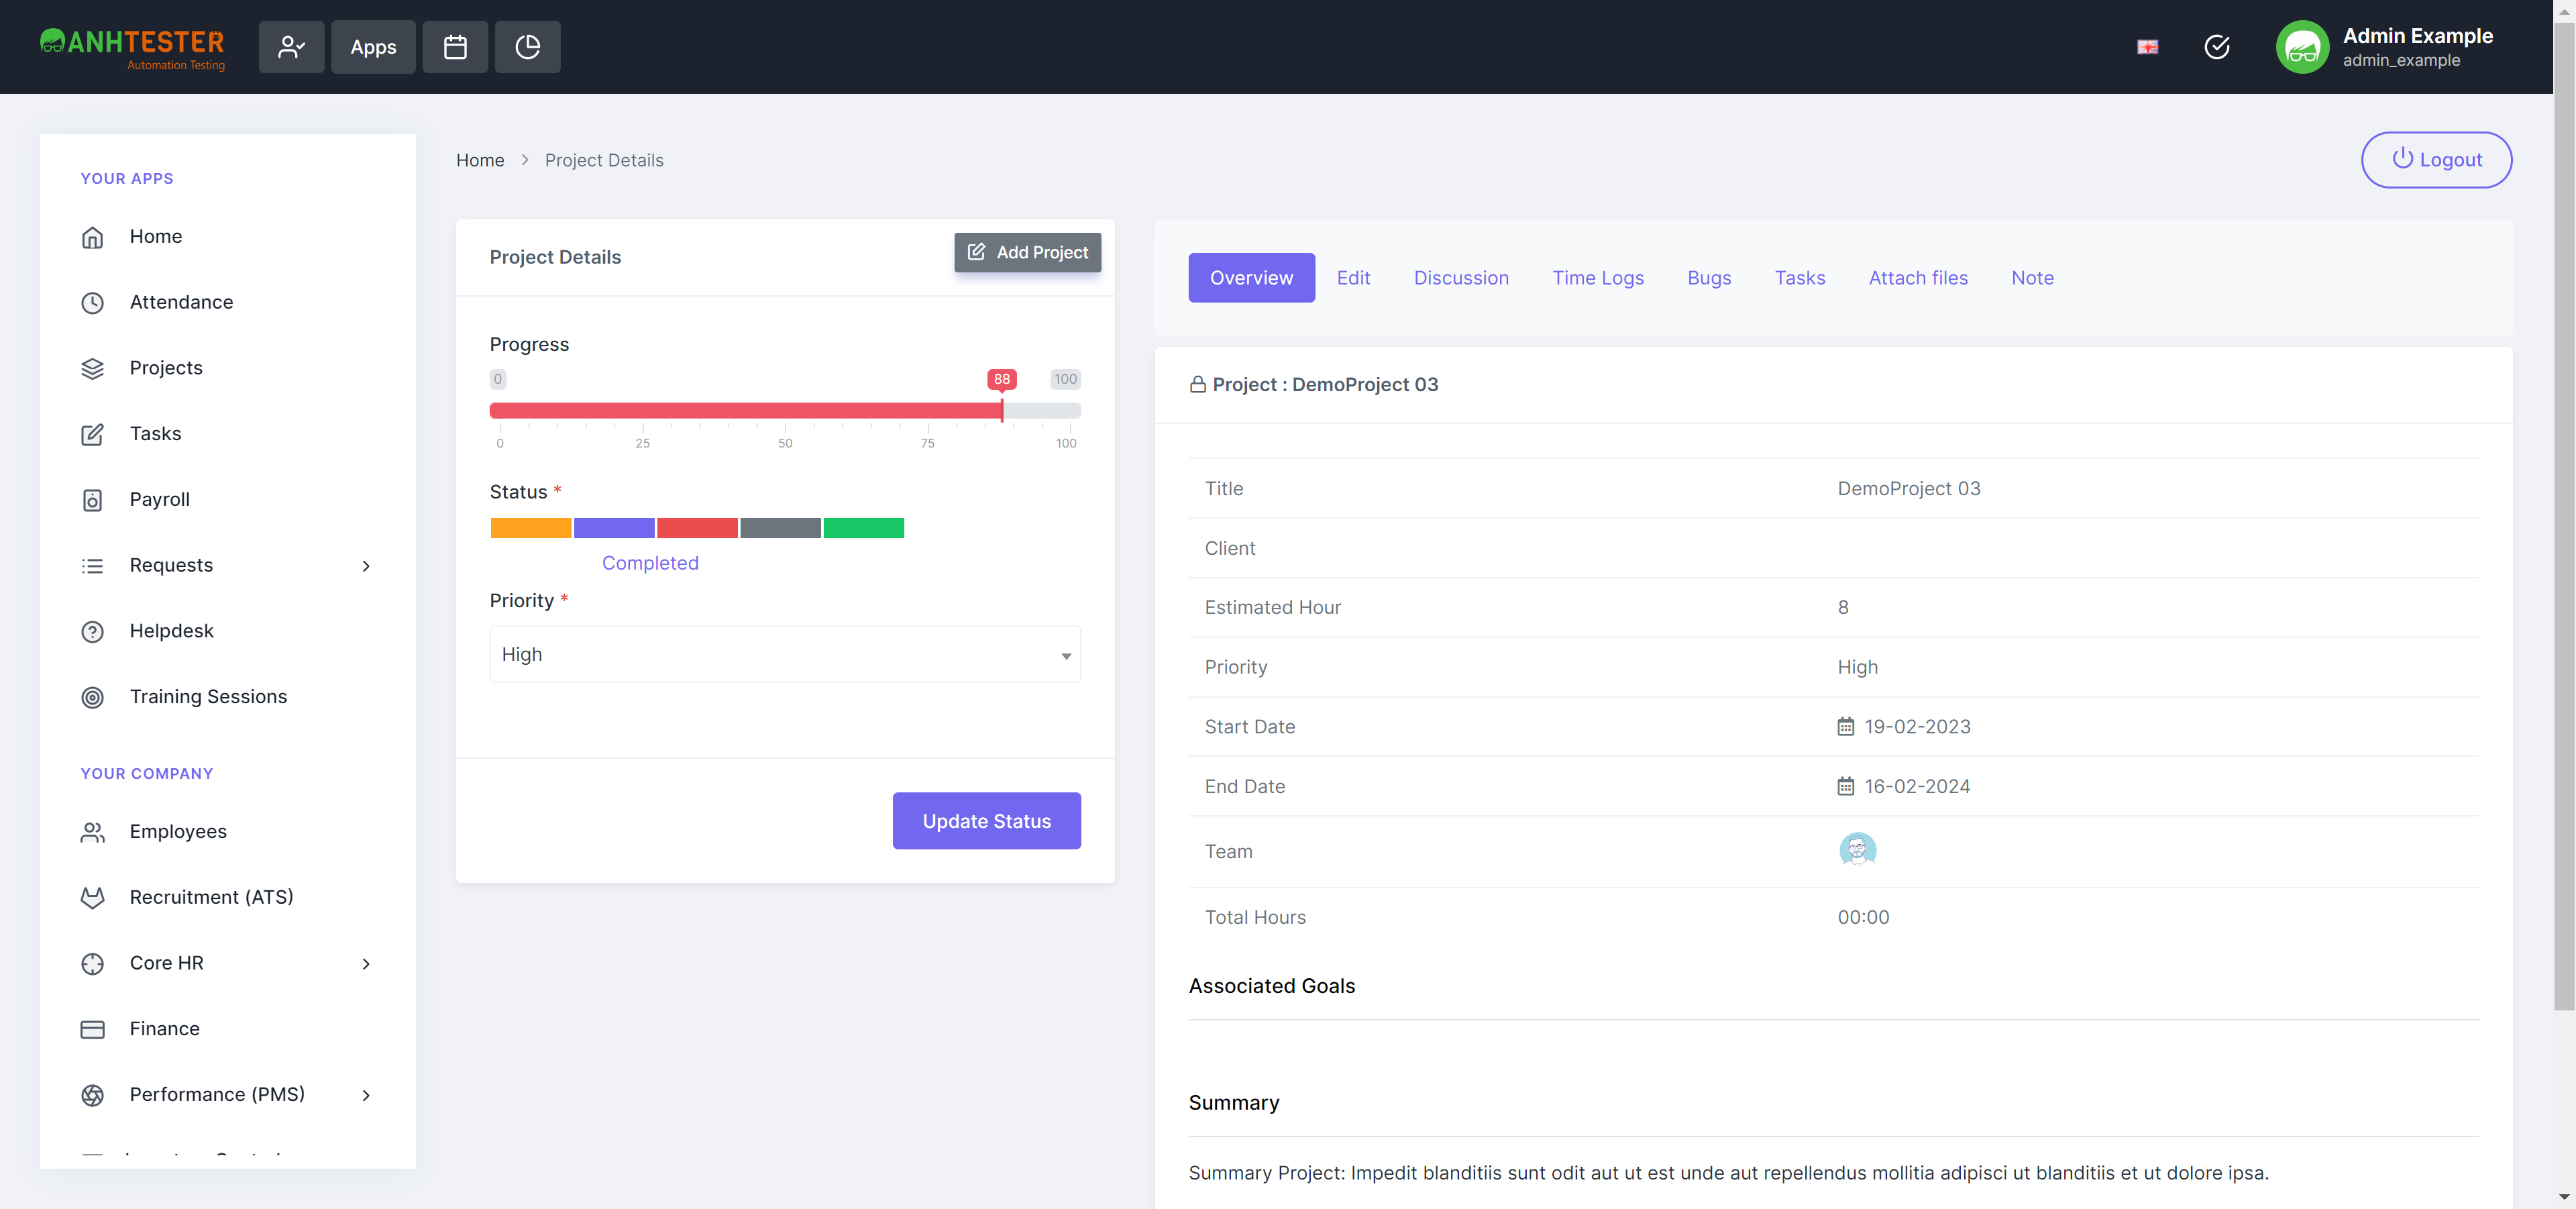 ANHTESTER
Automation Testing
Apps
Admin Example
admin_example
YOUR APPS
Home
Attendance
Projects
Tasks
Payroll
Requests
Helpdesk
Training Sessions
YOUR COMPANY
Employees
Recruitment (ATS)
Core HR
Finance
Performance (PMS)
Home > Project Details
Logout
Project Details
Add Project
Progress
0 88 100
0 25 50 75 100
Status *
Completed
Priority *
High
Update Status
Overview Edit Discussion Time Logs Bugs Tasks Attach files Note
Project : DemoProject 03
Title DemoProject 03
Client
Estimated Hour 8
Priority High
Start Date 19-02-2023
End Date 16-02-2024
Team
Total Hours 00:00
Associated Goals
Summary
Summary Project: Impedit blanditiis sunt odit aut ut est unde aut repellendus mollitia adipisci ut blanditiis et ut dolore ipsa.